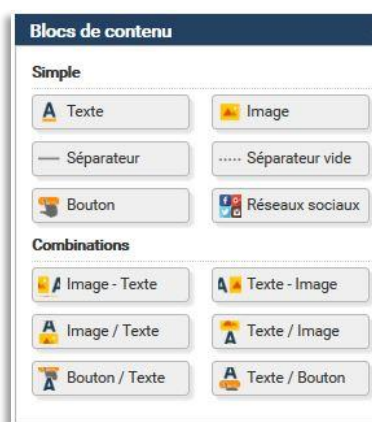 Blocs de contenu
Simple
Texte
Image
Séparateur
Séparateur vide
Bouton
Réseaux sociaux
Combinations
Image - Texte
Texte - Image
Image / Texte
Texte / Image
Bouton / Texte
Texte / Bouton